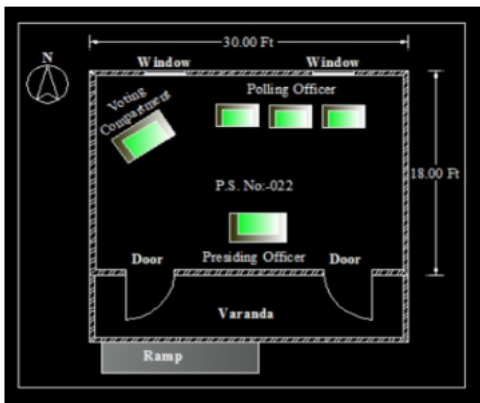 30.00 Ft
N
Window
Window
Voting
Compartment
Polling Officer
18.00 Ft
P.S. No:-022
Door
Presiding Officer
Door
Varanda
Ramp